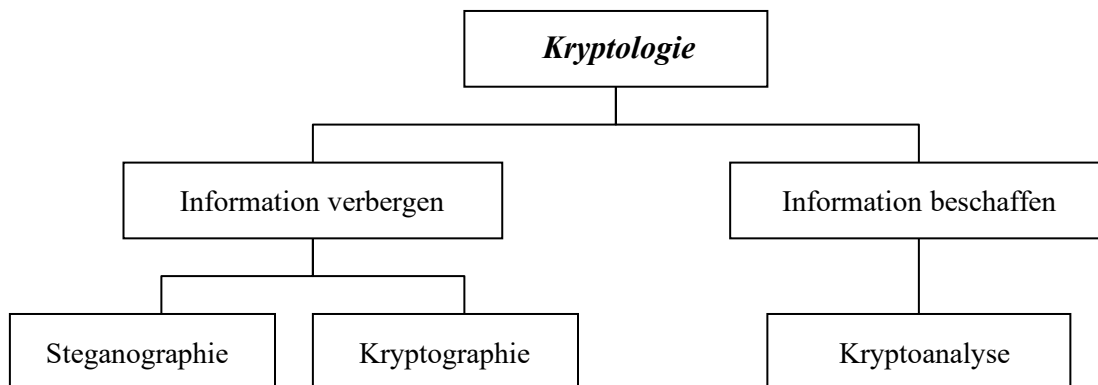 Kryptologie
Information verbergen
Information beschaffen
Steganographie
Kryptographie
Kryptoanalyse